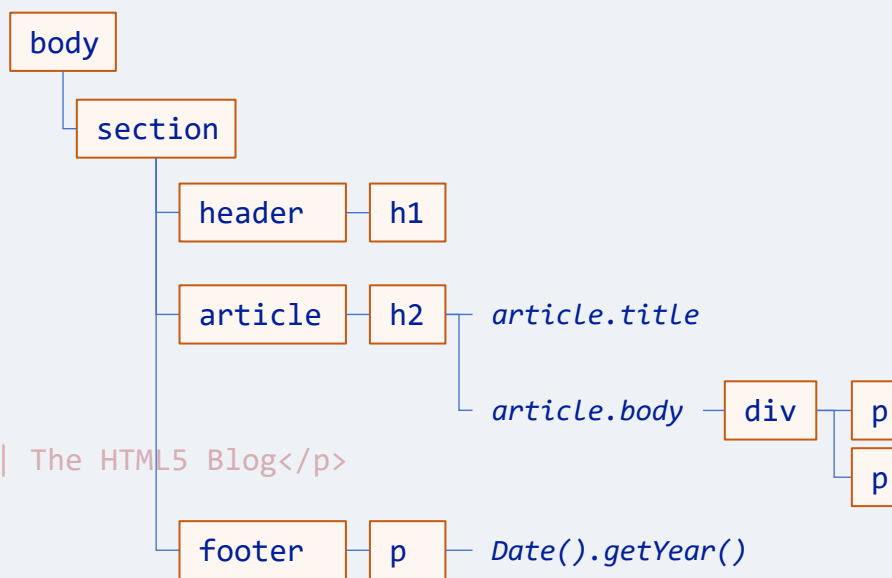 body
section
header h1
article h2 article.title
article.body div p
| The HTML5 Blog</p>
p
footer p Date().getYear()